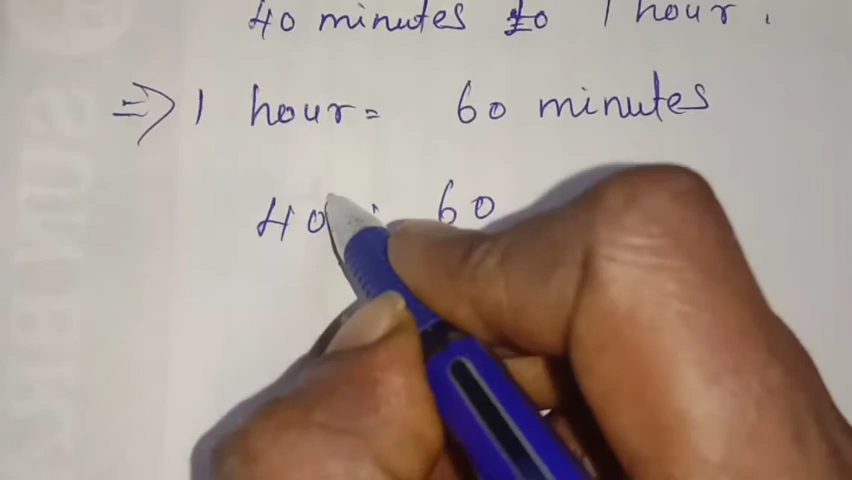 40 minutes to 1 hour.
=> 1 hour = 60 minutes
40 : 60